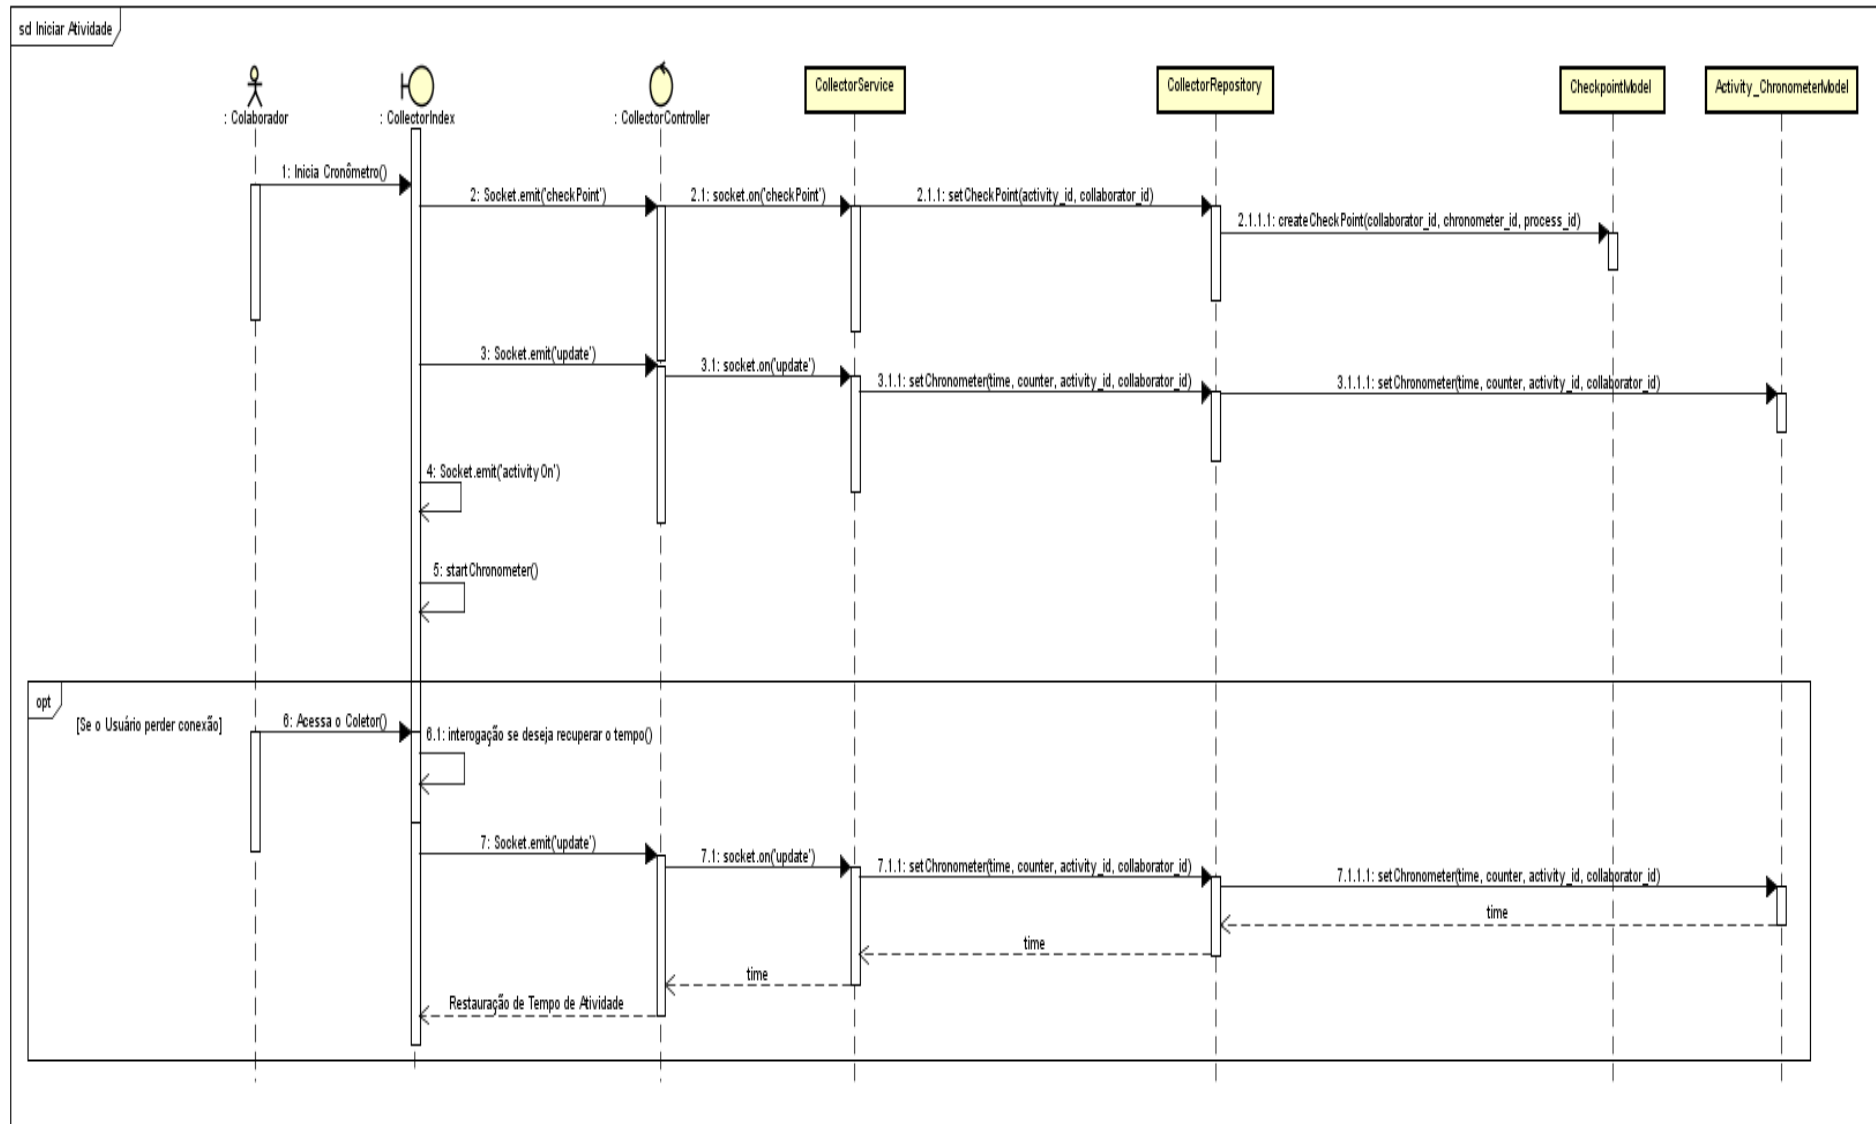 sd Iniciar Atividade
: Colaborador
: CollectorIndex
: CollectorController
CollectorService
CollectorRepository
CheckpointModel
Activity_ChronometerModel
1: Inicia Cronômetro()
2: Socket.emit('checkPoint')
2.1: socket.on('checkPoint')
2.1.1: setCheckPoint(activity_id, collaborator_id)
2.1.1.1: createCheckPoint(collaborator_id, chronometer_id, process_id)
3: Socket.emit('update')
3.1: socket.on('update')
3.1.1: setChronometer(time, counter, activity_id, collaborator_id)
3.1.1.1: setChronometer(time, counter, activity_id, collaborator_id)
4: Socket.emit('activityOn')
5: startChronometer()
opt
[Se o Usuário perder conexão]
6: Acessa o Coletor()
6.1: interogação se deseja recuperar o tempo()
7: Socket.emit('update')
7.1: socket.on('update')
7.1.1: setChronometer(time, counter, activity_id, collaborator_id)
7.1.1.1: setChronometer(time, counter, activity_id, collaborator_id)
time
time
time
Restauração de Tempo de Atividade